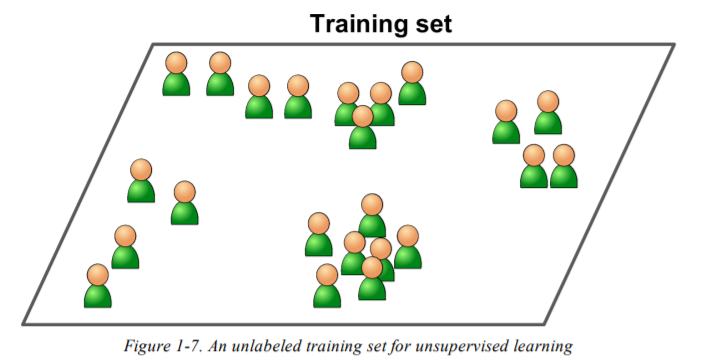 Training set
Figure 1-7. An unlabeled training set for unsupervised learning